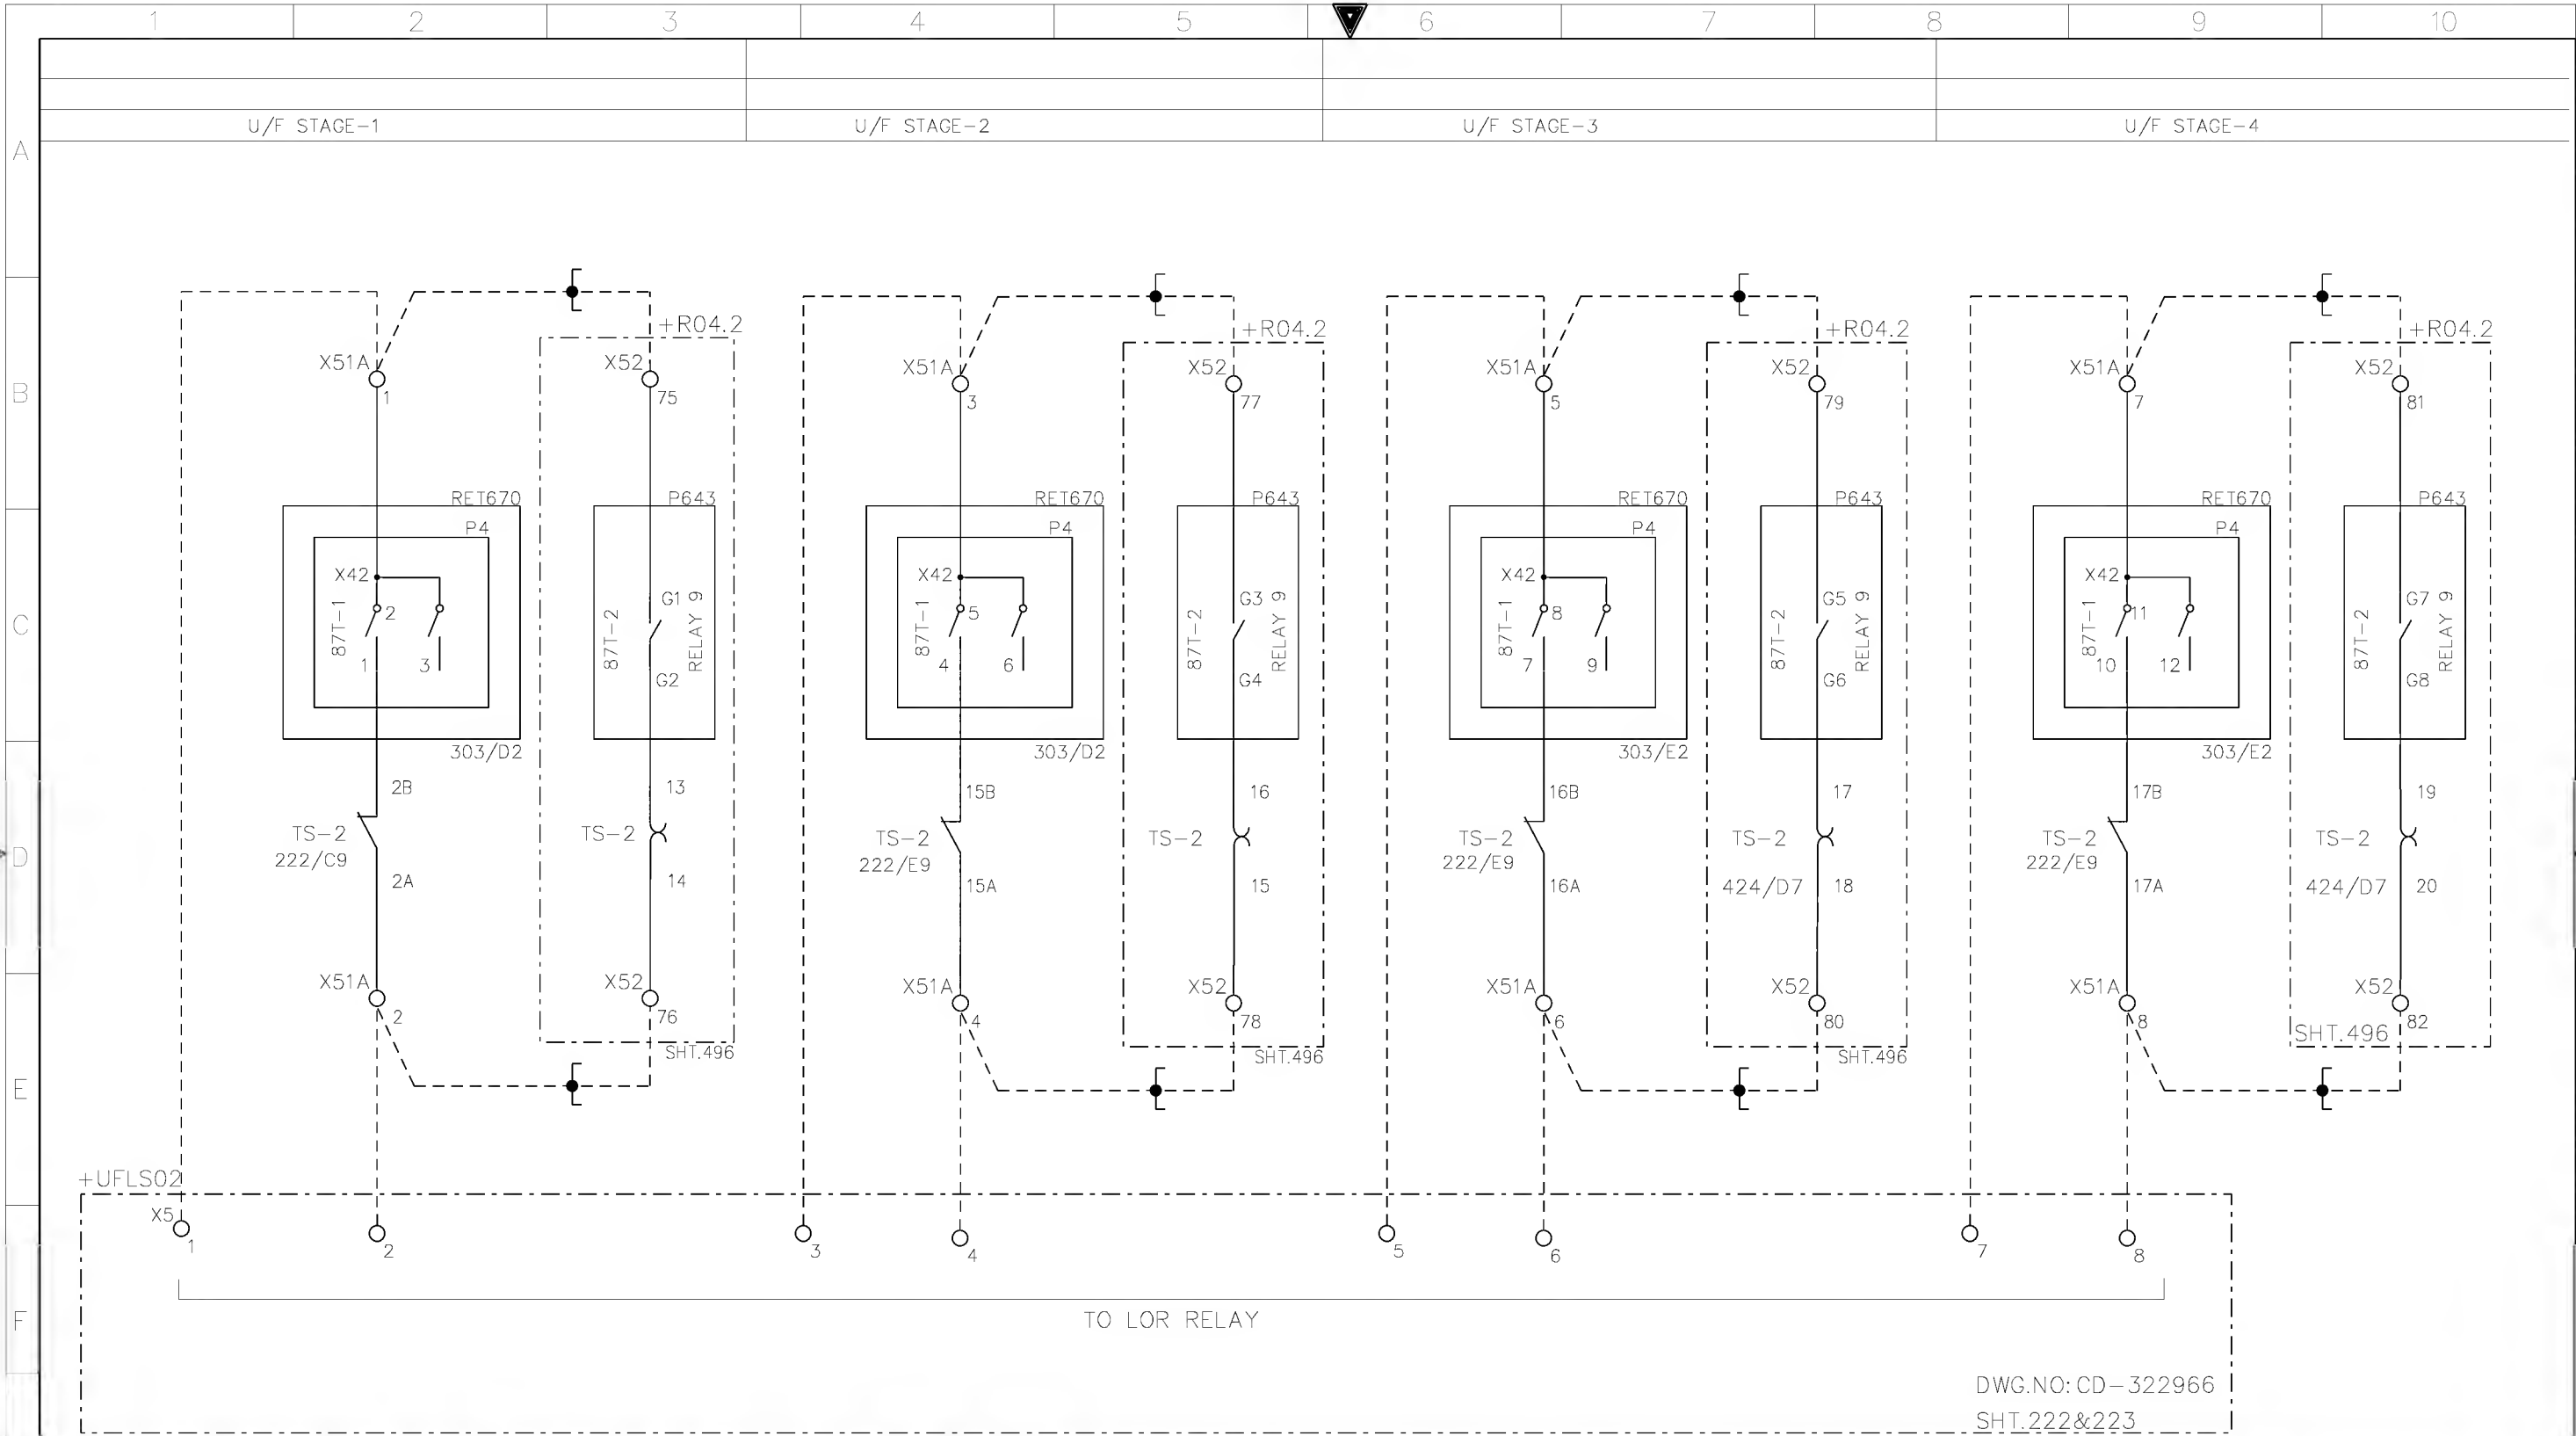 1 2 3 4 5 6 7 8 9 10
U/F STAGE-1 U/F STAGE-2 U/F STAGE-3 U/F STAGE-4
A
+R04.2 +R04.2 +R04.2 +R04.2
X51A X52 X51A X52 X51A X52 X51A X52
B
1 75 3 77 5 79 7 81
RET670 P643 RET670 P643 RET670 P643 RET670 P643
P4 P4 P4 P4
X42 X42 X42 X42
87T-1 2 87T-2 G1 RELAY 9 87T-1 5 87T-2 G3 RELAY 9 87T-1 8 87T-2 G5 RELAY 9 87T-1 11 87T-2 G7 RELAY 9
C
1 3 G2 4 6 G4 7 9 G6 10 12 G8
303/D2 303/D2 303/E2 303/E2
2B 13 15B 16 16B 17 17B 19
TS-2 TS-2 TS-2 TS-2 TS-2 TS-2 TS-2 TS-2
222/C9 222/E9 222/E9 222/E9
D
2A 14 15A 15 16A 424/D7 18 17A 424/D7 20
X51A X52 X51A X52 X51A X52 X51A X52
2 76 4 78 6 80 8 82
SHT.496 SHT.496 SHT.496 SHT.496
E
+UFLS02
X5
1 2 3 4 5 6 7 8
F
TO LOR RELAY
DWG.NO: CD-322966
SHT.222&223